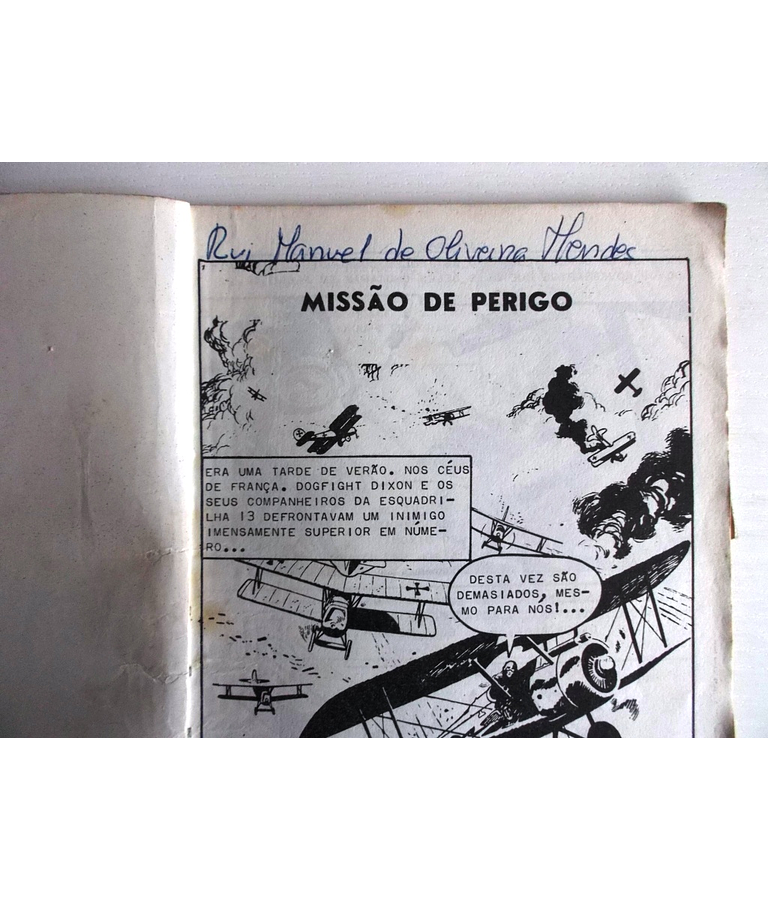 Rui Manuel de Oliveira Mendes
MISSÃO DE PERIGO
ERA UMA TARDE DE VERÃO. NOS CÉUS
DE FRANÇA. DOGFIGHT DIXON E OS
SEUS COMPANHEIROS DA ESQUADRI-
LHA 13 DEFRONTAVAM UM INIMIGO
IMENSAMENTE SUPERIOR EM NÚME-
RO...
DESTA VEZ SÃO
DEMASIADOS, MES-
MO PARA NÓS!...